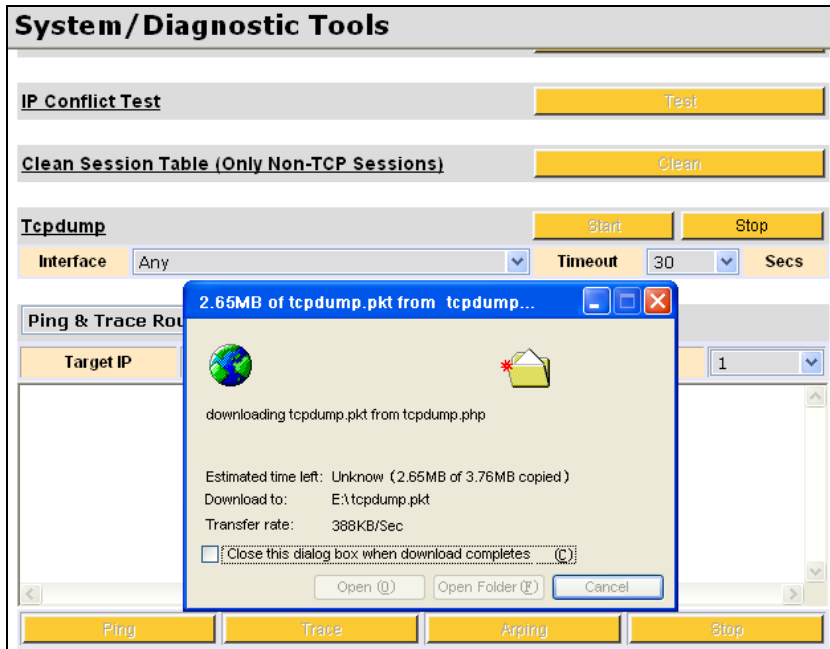 System/Diagnostic Tools
IP Conflict Test Test
Clean Session Table (Only Non-TCP Sessions) Clean
Tcpdump Start Stop
Interface Any Timeout 30 Secs
2.65MB of tcpdump.pkt from tcpdump...
Ping & Trace Rou
Target IP 1
downloading tcpdump.pkt from tcpdump.php
Estimated time left: Unknow (2.65MB of 3.76MB copied)
Download to: E:\tcpdump.pkt
Transfer rate: 388KB/Sec
Close this dialog box when download completes (C)
Open (O) Open Folder (F) Cancel
Ping Trace Arping Stop